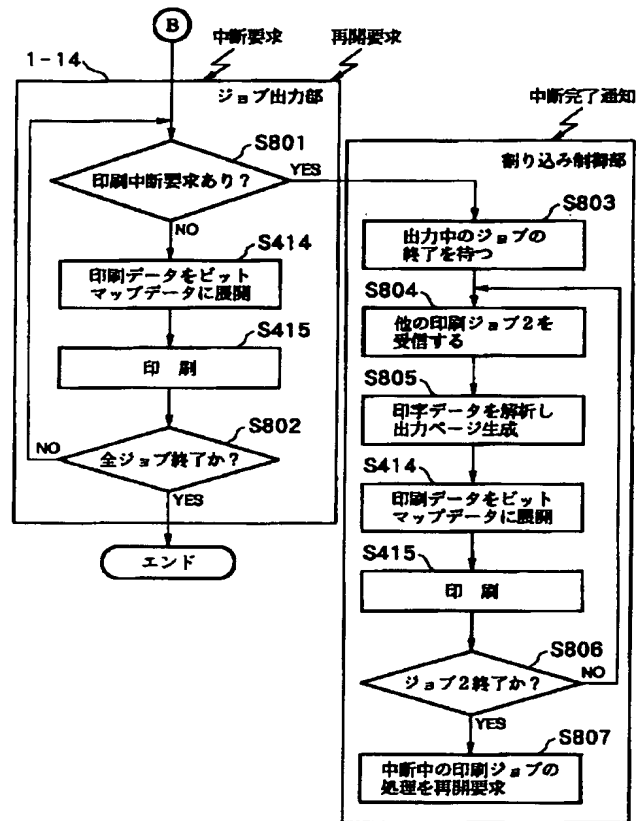 B
中断要求
再開要求
1-14
ジョブ出力部
S801
印刷中断要求あり?
YES
NO
S414
印刷データをビット
マップデータに展開
S415
印 刷
S802
全ジョブ終了か?
NO
YES
エンド
中断完了通知
割り込み制御部
S803
出力中のジョブの
終了を待つ
S804
他の印刷ジョブ2を
受信する
S805
印字データを解析し
出力ページ生成
S414
印刷データをビット
マップデータに展開
S415
印 刷
S806
ジョブ2終了か?
NO
YES
S807
中断中の印刷ジョブの
処理を再開要求